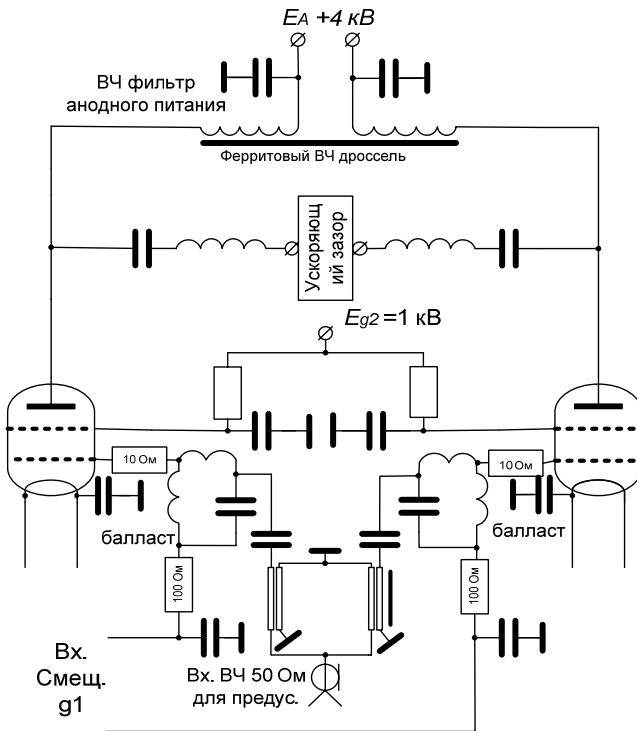 EА +4 кВ
ВЧ фильтр
анодного питания
Ферритовый ВЧ дроссель
Ускоряющ
ий зазор
Eg2 =1 кВ
10 Ом
10 Ом
балласт
балласт
100 Ом
100 Ом
Вх.
Смещ.
g1
Вх. ВЧ 50 Ом
для предус.